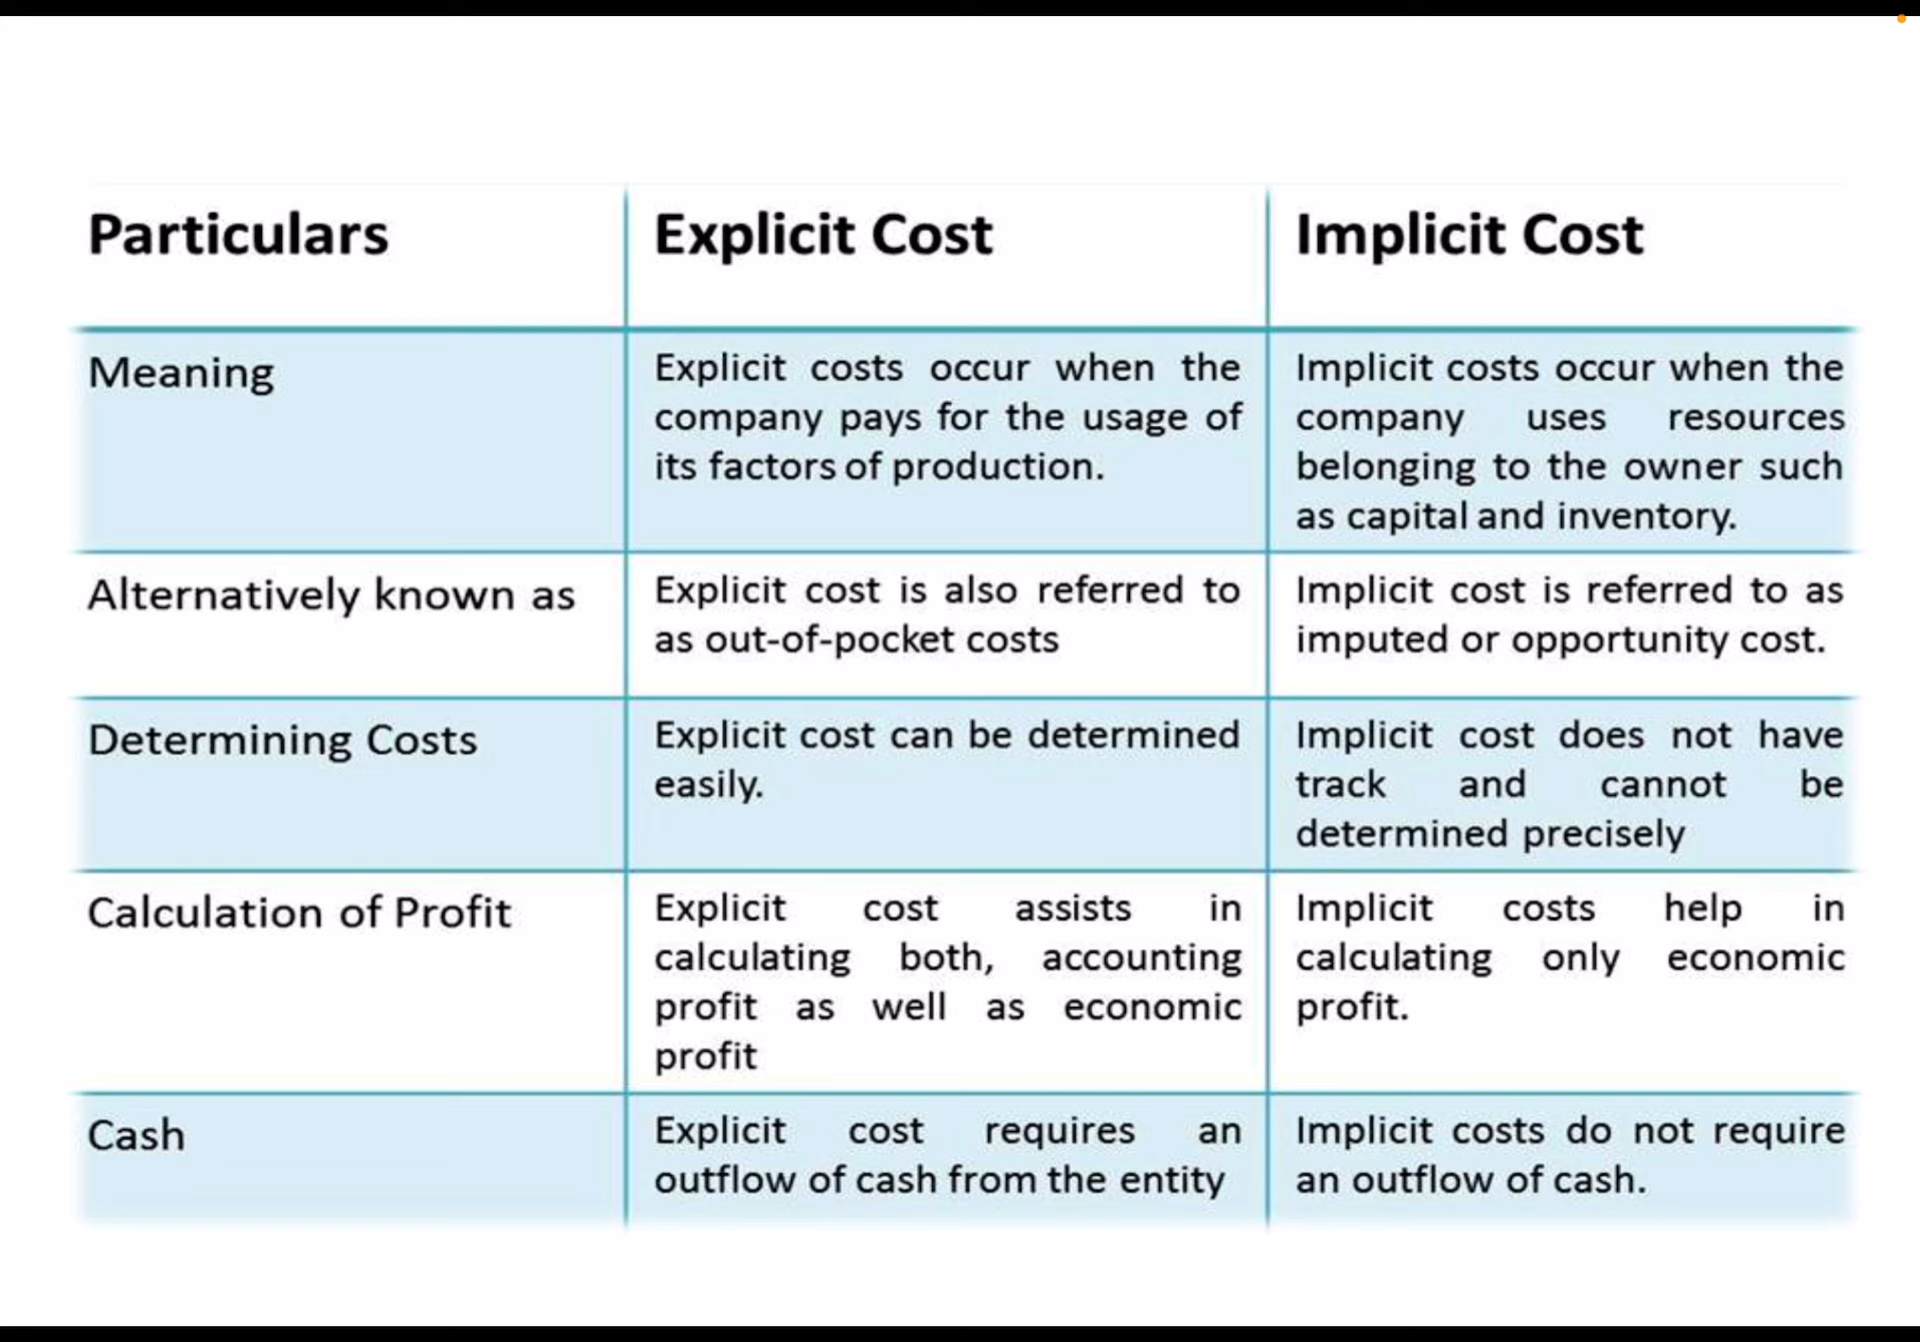 Particulars
Explicit Cost
Implicit Cost
Meaning
Explicit costs occur when the
company pays for the usage of
its factors of production.
Implicit costs occur when the
company uses resources
belonging to the owner such
as capital and inventory.
Alternatively known as
Explicit cost is also referred to
as out-of-pocket costs
Implicit cost is referred to as
imputed or opportunity cost.
Determining Costs
Explicit cost can be determined
easily.
Implicit cost does not have
track and cannot be
determined precisely
Calculation of Profit
Explicit cost assists in
calculating both, accounting
profit as well as economic
profit
Implicit costs help in
calculating only economic
profit.
Cash
Explicit cost requires an
outflow of cash from the entity
Implicit costs do not require
an outflow of cash.